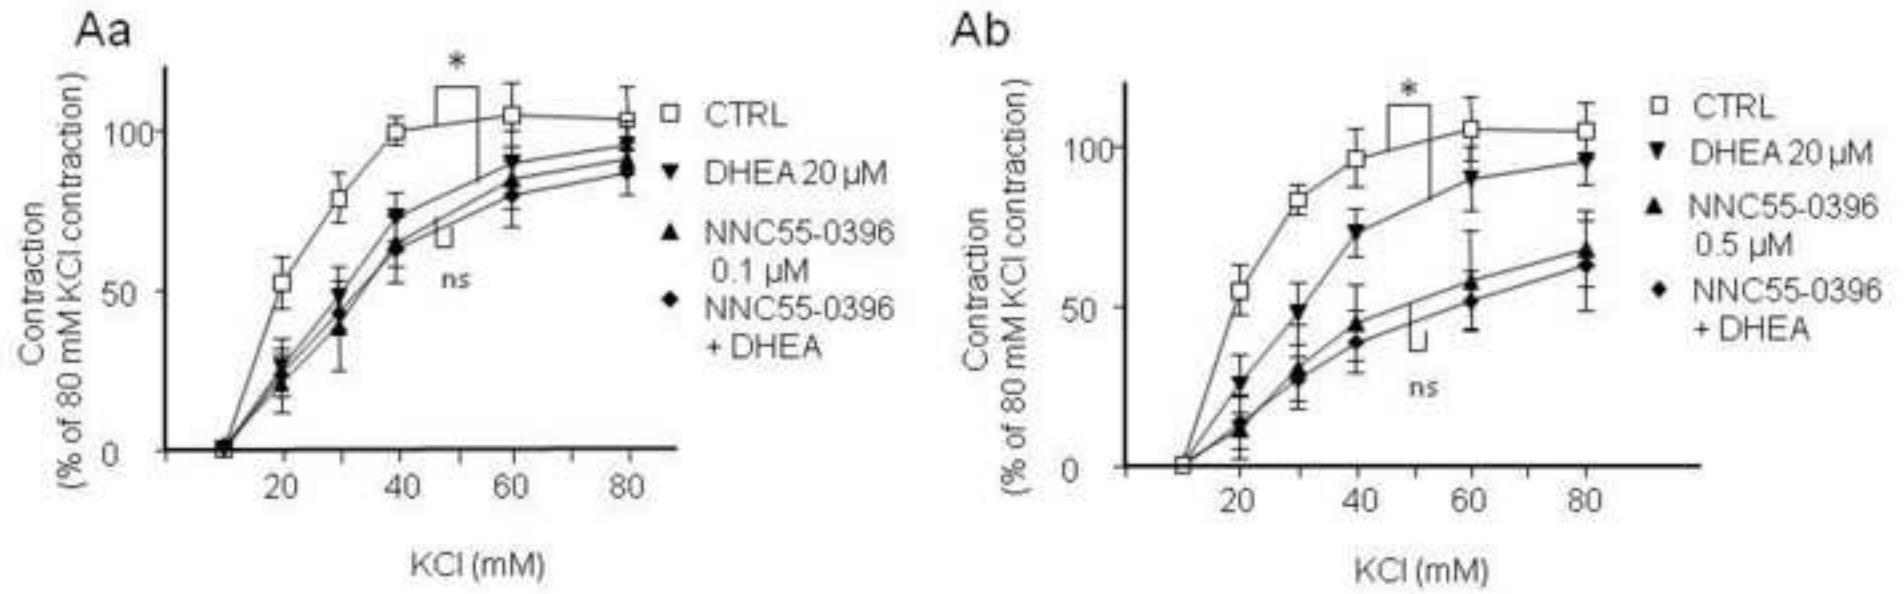 Aa
Contraction
(% of 80 mM KCl contraction)
100
50
0
20 40 60 80
KCl (mM)
*
ns
CTRL
DHEA 20 µM
NNC55-0396
0.1 µM
NNC55-0396
+ DHEA
Ab
Contraction
(% of 80 mM KCl contraction)
100
50
0
20 40 60 80
KCl (mM)
*
ns
CTRL
DHEA 20 µM
NNC55-0396
0.5 µM
NNC55-0396
+ DHEA